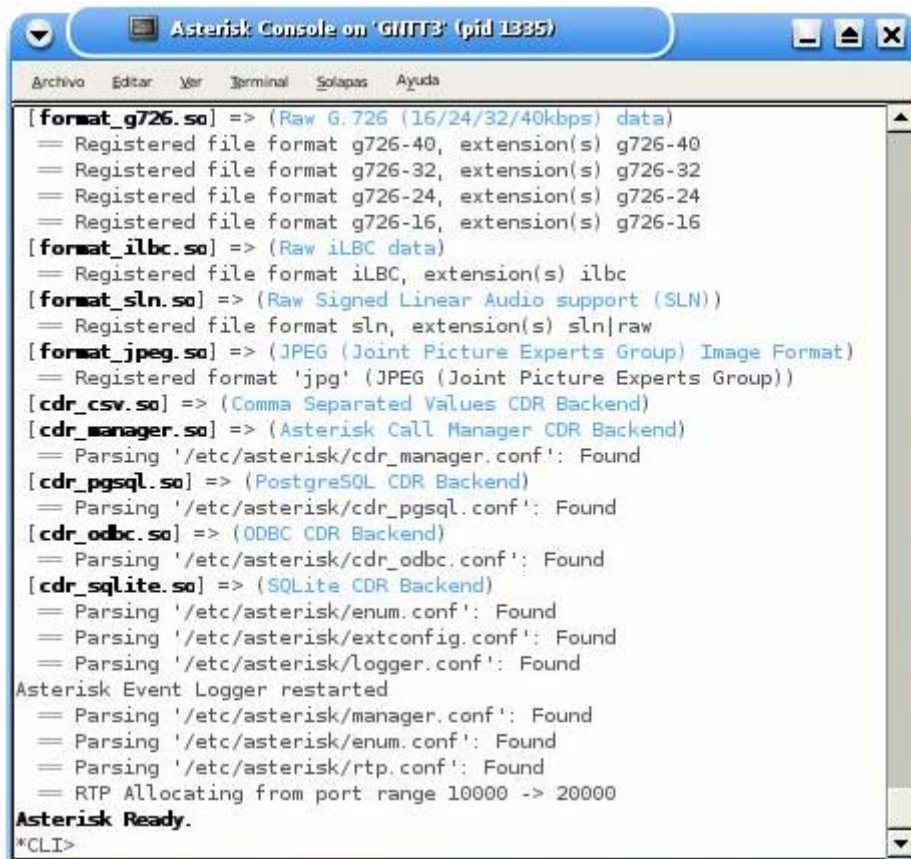 Asterisk Console on 'GNTT3' (pid 1335)
Archivo Editar Ver Terminal Solapas Ayuda
[format_g726.so] => (Raw G.726 (16/24/32/40kbps) data)
== Registered file format g726-40, extension(s) g726-40
== Registered file format g726-32, extension(s) g726-32
== Registered file format g726-24, extension(s) g726-24
== Registered file format g726-16, extension(s) g726-16
[format_ilbc.so] => (Raw iLBC data)
== Registered file format iLBC, extension(s) ilbc
[format_sln.so] => (Raw Signed Linear Audio support (SLN))
== Registered file format sln, extension(s) sln|raw
[format_jpeg.so] => (JPEG (Joint Picture Experts Group) Image Format)
== Registered format 'jpg' (JPEG (Joint Picture Experts Group))
[cdr_csv.so] => (Comma Separated Values CDR Backend)
[cdr_manager.so] => (Asterisk Call Manager CDR Backend)
== Parsing '/etc/asterisk/cdr_manager.conf': Found
[cdr_pgsql.so] => (PostgreSQL CDR Backend)
== Parsing '/etc/asterisk/cdr_pgsql.conf': Found
[cdr_odbc.so] => (ODBC CDR Backend)
== Parsing '/etc/asterisk/cdr_odbc.conf': Found
[cdr_sqlite.so] => (SQLite CDR Backend)
== Parsing '/etc/asterisk/enum.conf': Found
== Parsing '/etc/asterisk/extconfig.conf': Found
== Parsing '/etc/asterisk/logger.conf': Found
Asterisk Event Logger restarted
== Parsing '/etc/asterisk/manager.conf': Found
== Parsing '/etc/asterisk/enum.conf': Found
== Parsing '/etc/asterisk/rtp.conf': Found
== RTP Allocating from port range 10000 -> 20000
Asterisk Ready.
*CLI>